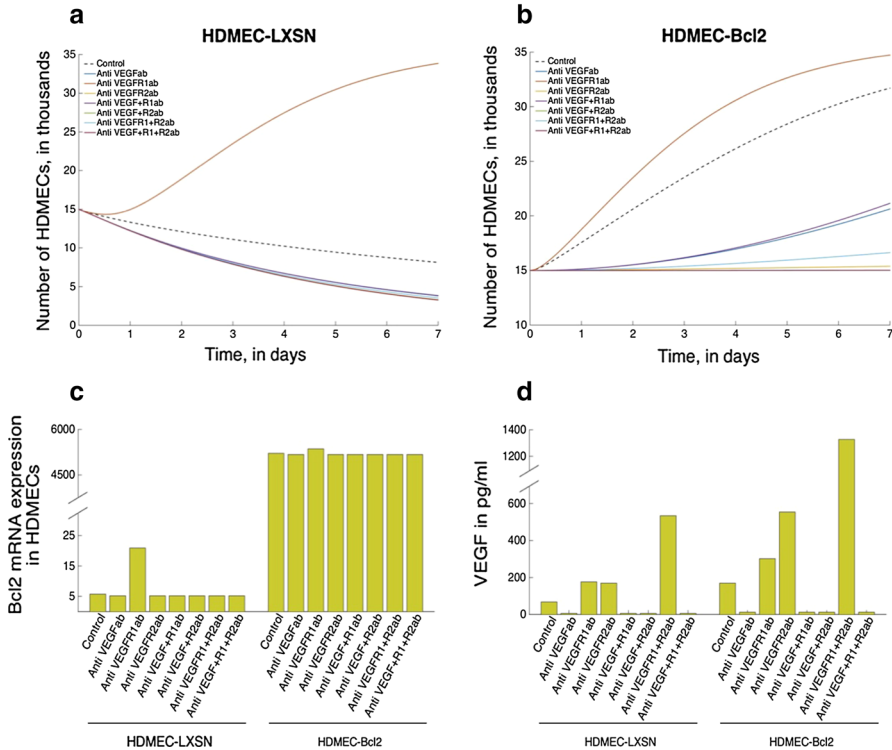 a
HDMEC-LXSN
Number of HDMECs, in thousands
35
30
25
20
15
10
5
0
Control
Anti VEGFab
Anti VEGFR1ab
Anti VEGFR2ab
Anti VEGF+R1ab
Anti VEGF+R2ab
Anti VEGFR1+R2ab
Anti VEGF+R1+R2ab
0 1 2 3 4 5 6 7
Time, in days
b
HDMEC-Bcl2
Number of HDMECs, in thousands
35
30
25
20
15
10
Control
Anti VEGFab
Anti VEGFR1ab
Anti VEGFR2ab
Anti VEGF+R1ab
Anti VEGF+R2ab
Anti VEGFR1+R2ab
Anti VEGF+R1+R2ab
0 1 2 3 4 5 6 7
Time, in days
c
Bcl2 mRNA expression
in HDMECs
6000
4500
25
15
5
Control
Anti VEGFab
Anti VEGFR1ab
Anti VEGFR2ab
Anti VEGF+R1ab
Anti VEGF+R2ab
Anti VEGFR1+R2ab
Anti VEGF+R1+R2ab
Control
Anti VEGFab
Anti VEGFR1ab
Anti VEGFR2ab
Anti VEGF+R1ab
Anti VEGF+R2ab
Anti VEGFR1+R2ab
Anti VEGF+R1+R2ab
HDMEC-LXSN
HDMEC-Bcl2
d
VEGF in pg/ml
1400
1200
600
400
200
0
Control
Anti VEGFab
Anti VEGFR1ab
Anti VEGFR2ab
Anti VEGF+R1ab
Anti VEGF+R2ab
Anti VEGFR1+R2ab
Anti VEGF+R1+R2ab
Control
Anti VEGFab
Anti VEGFR1ab
Anti VEGFR2ab
Anti VEGF+R1ab
Anti VEGF+R2ab
Anti VEGFR1+R2ab
Anti VEGF+R1+R2ab
HDMEC-LXSN
HDMEC-Bcl2